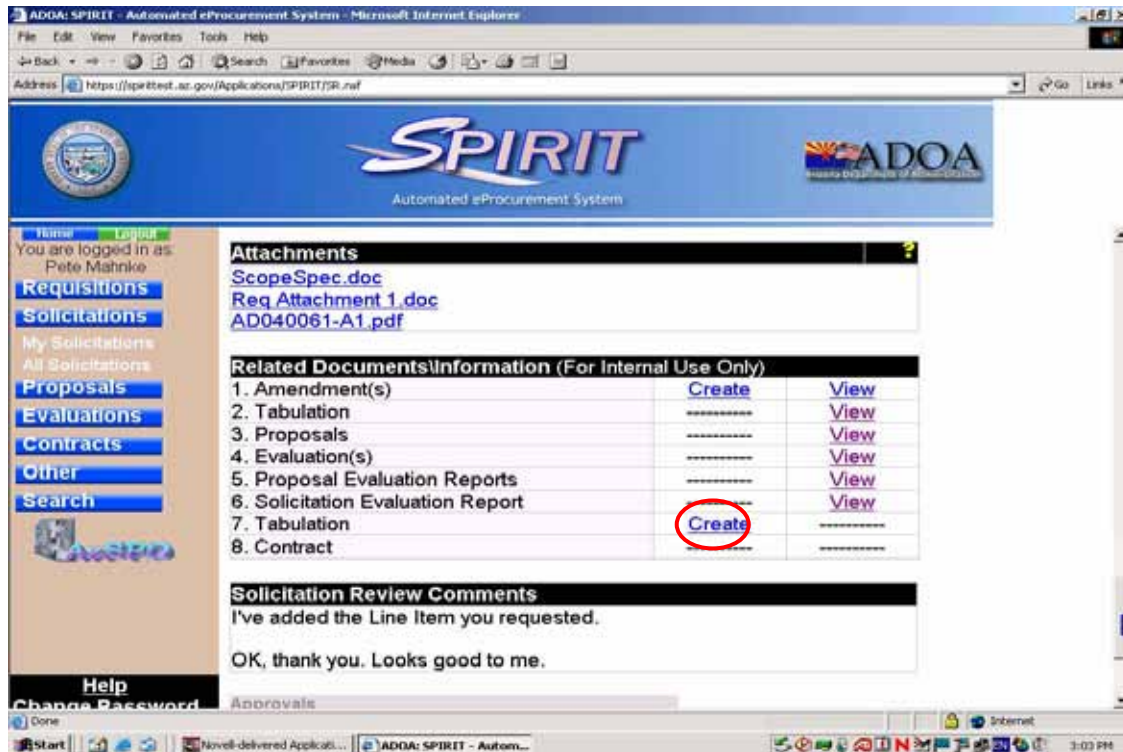 ADOA: SPIRIT - Automated eProcurement System - Microsoft Internet Explorer
File Edit View Favorites Tools Help
Back Search Favorites Media
Address https://spirittest.az.gov/Applications/SPIRIT/SR.nsf Go Links
SPIRIT
Automated eProcurement System
ADOA
Home Logout
You are logged in as:
Pete Mahnke
Requisitions
Solicitations
My Solicitations
All Solicitations
Proposals
Evaluations
Contracts
Other
Search
Help
Change Password
Attachments ?
ScopeSpec.doc
Req Attachment 1.doc
AD040061-A1.pdf
Related Documents\Information (For Internal Use Only)
1. Amendment(s) Create View
2. Tabulation ---------- View
3. Proposals ---------- View
4. Evaluation(s) ---------- View
5. Proposal Evaluation Reports ---------- View
6. Solicitation Evaluation Report ---------- View
7. Tabulation Create ----------
8. Contract ---------- ----------
Solicitation Review Comments
I've added the Line Item you requested.
OK, thank you. Looks good to me.
Approvals
Done Internet
Start Novell-delivered Applicati... ADOA: SPIRIT - Autom... 3:03 PM